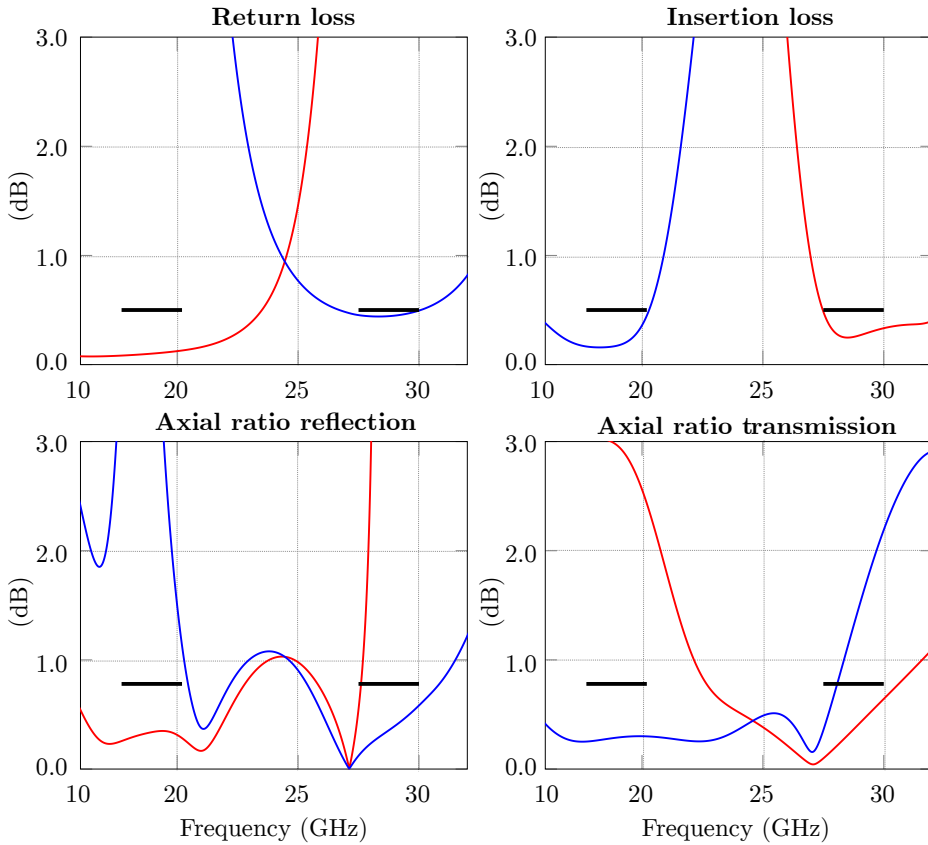 Return loss
Insertion loss
3.0
2.0
1.0
0.0
(dB)
10 20 25 30
3.0
2.0
1.0
0.0
(dB)
10 20 25 30
Axial ratio reflection
Axial ratio transmission
3.0
2.0
1.0
0.0
(dB)
10 20 25 30
Frequency (GHz)
3.0
2.0
1.0
0.0
(dB)
10 20 25 30
Frequency (GHz)